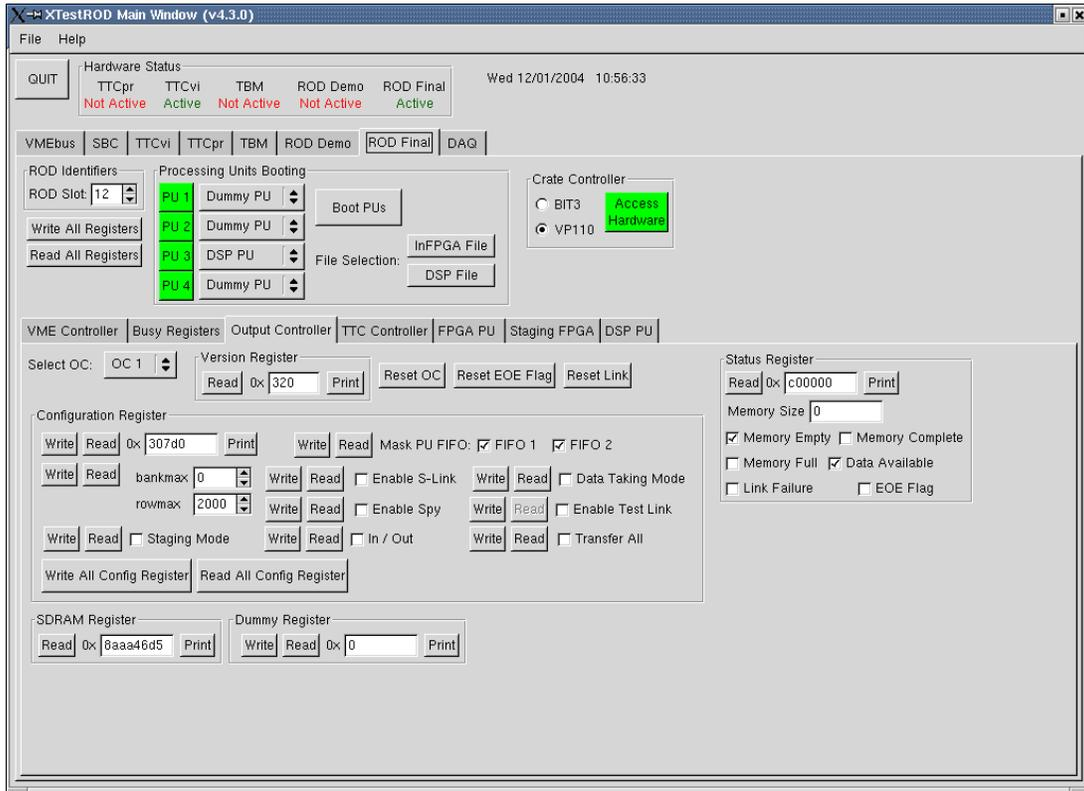 XTestROD Main Window (v4.3.0)
File Help
QUIT
Hardware Status
TTCpr TTCvi TBM ROD Demo ROD Final
Not Active Active Not Active Not Active Active
Wed 12/01/2004 10:56:33
VMEbus SBC TTCvi TTCpr TBM ROD Demo ROD Final DAQ
ROD Identifiers
ROD Slot: 12
Write All Registers
Read All Registers
Processing Units Booting
PU 1 Dummy PU
PU 2 Dummy PU
PU 3 DSP PU
PU 4 Dummy PU
Boot PUs
File Selection:
InFPGA File
DSP File
Crate Controller
BIT3
VP110
Access
Hardware
VME Controller Busy Registers Output Controller TTC Controller FPGA PU Staging FPGA DSP PU
Select OC: OC 1
Version Register
Read 0x 320 Print
Reset OC Reset EOE Flag Reset Link
Status Register
Read 0x c00000 Print
Memory Size 0
Memory Empty Memory Complete
Memory Full Data Available
Link Failure EOE Flag
Configuration Register
Write Read 0x 307d0 Print Write Read Mask PU FIFO: FIFO 1 FIFO 2
Write Read bankmax 0 Write Read Enable S-Link Write Read Data Taking Mode
rowmax 2000 Write Read Enable Spy Write Read Enable Test Link
Write Read Staging Mode Write Read In / Out Write Read Transfer All
Write All Config Register Read All Config Register
SDRAM Register
Read 0x 8aaa46d5 Print
Dummy Register
Write Read 0x 0 Print